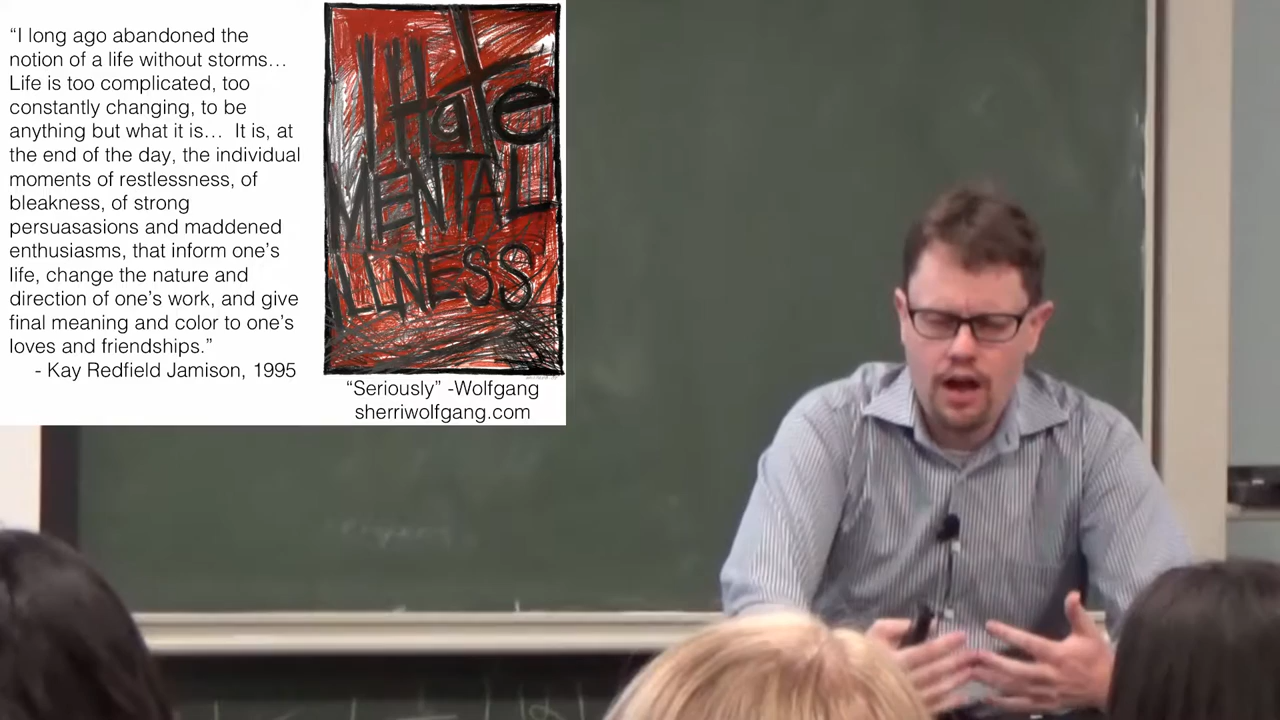 “I long ago abandoned the
notion of a life without storms…
Life is too complicated, too
constantly changing, to be
anything but what it is… It is, at
the end of the day, the individual
moments of restlessness, of
bleakness, of strong
persuasasions and maddened
enthusiasms, that inform one’s
life, change the nature and
direction of one’s work, and give
final meaning and color to one’s
loves and friendships.”
- Kay Redfield Jamison, 1995
I Hate
MENTAL
ILLNESS
“Seriously” -Wolfgang
sherriwolfgang.com